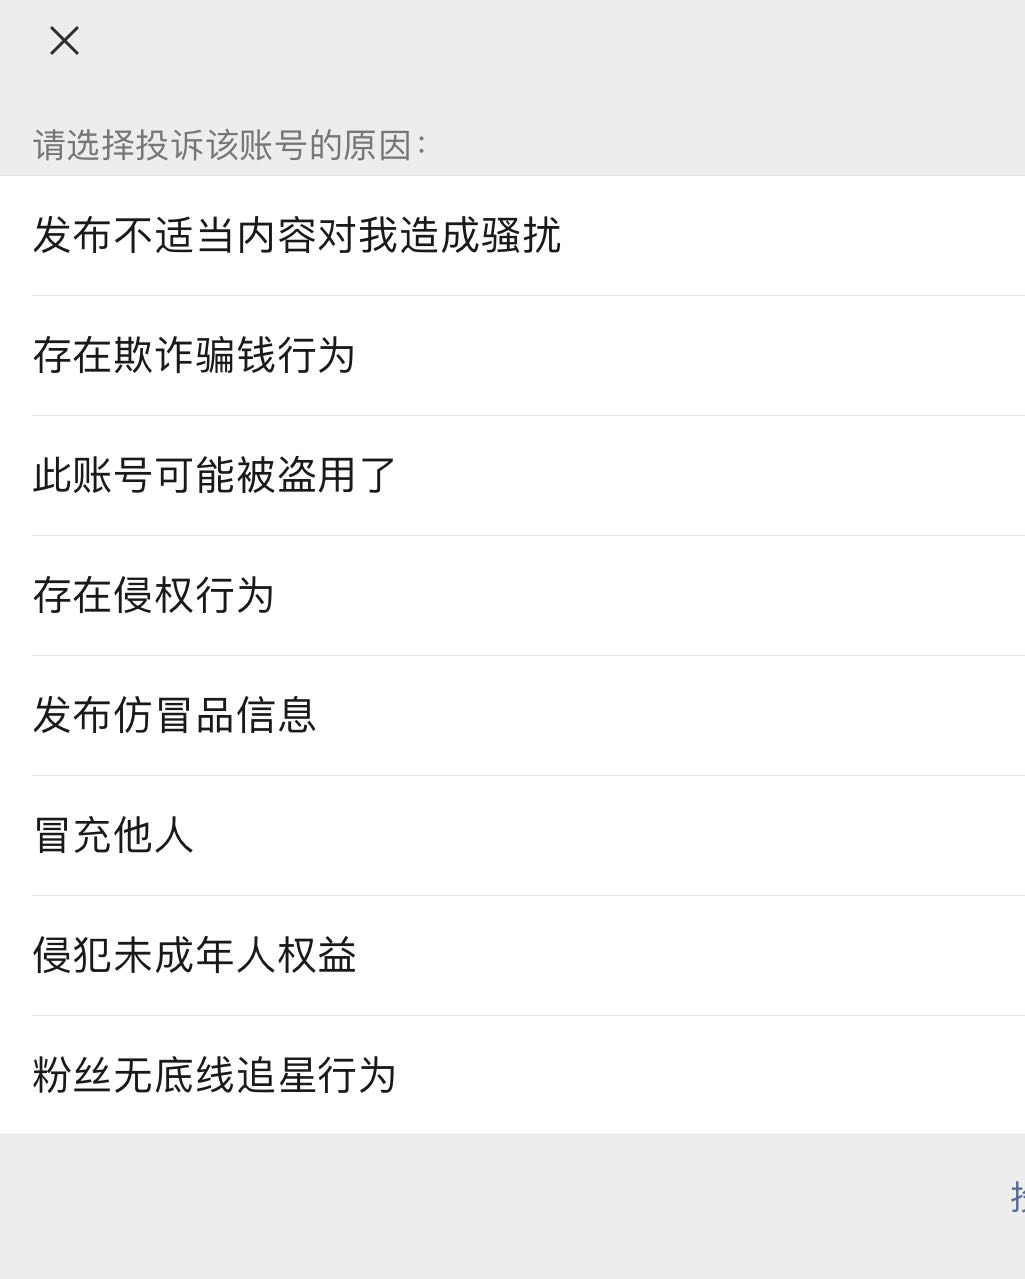 请选择投诉该账号的原因：
发布不适当内容对我造成骚扰
存在欺诈骗钱行为
此账号可能被盗用了
存在侵权行为
发布仿冒品信息
冒充他人
侵犯未成年人权益
粉丝无底线追星行为